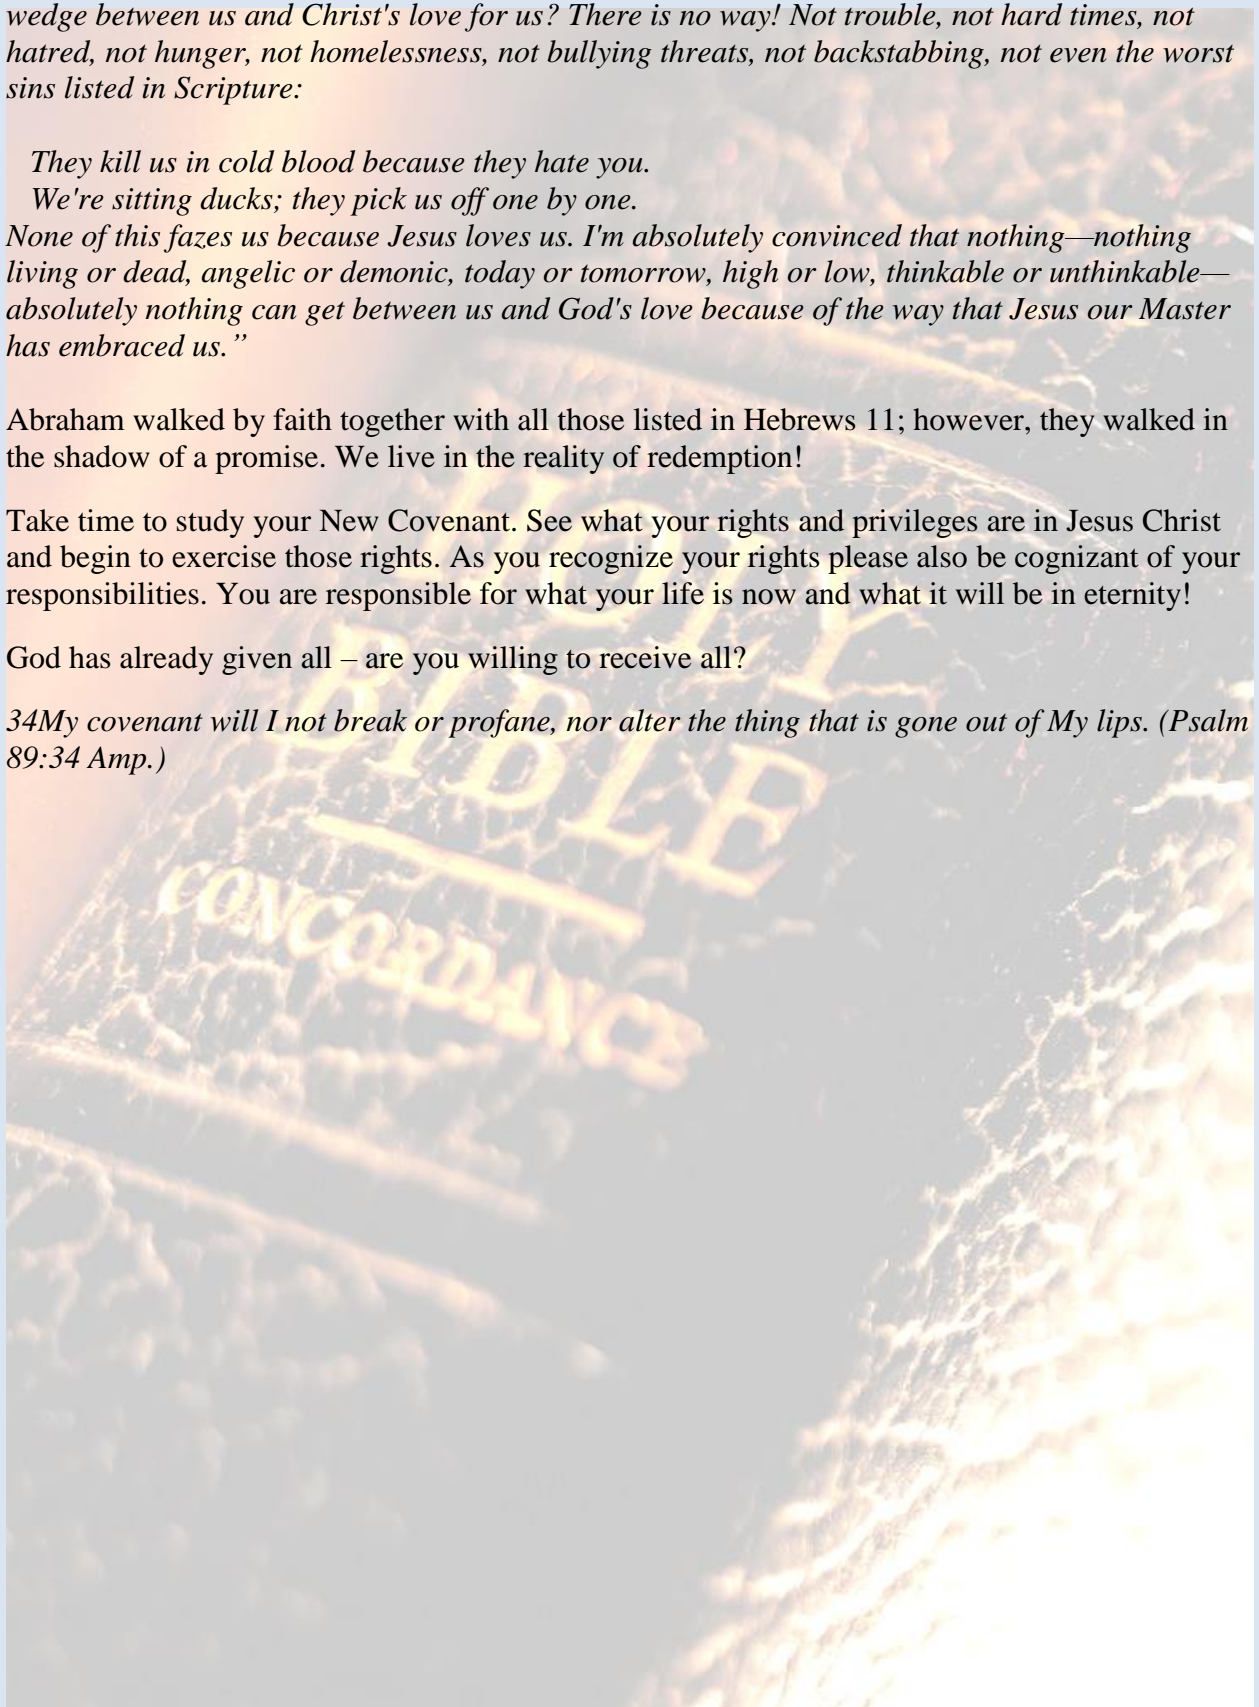 wedge between us and Christ's love for us? There is no way! Not trouble, not hard times, not
hatred, not hunger, not homelessness, not bullying threats, not backstabbing, not even the worst
sins listed in Scripture:
They kill us in cold blood because they hate you.
We're sitting ducks; they pick us off one by one.
None of this fazes us because Jesus loves us. I'm absolutely convinced that nothing—nothing
living or dead, angelic or demonic, today or tomorrow, high or low, thinkable or unthinkable—
absolutely nothing can get between us and God's love because of the way that Jesus our Master
has embraced us.”
Abraham walked by faith together with all those listed in Hebrews 11; however, they walked in
the shadow of a promise. We live in the reality of redemption!
Take time to study your New Covenant. See what your rights and privileges are in Jesus Christ
and begin to exercise those rights. As you recognize your rights please also be cognizant of your
responsibilities. You are responsible for what your life is now and what it will be in eternity!
God has already given all – are you willing to receive all?
34My covenant will I not break or profane, nor alter the thing that is gone out of My lips. (Psalm
89:34 Amp.)
HOLY
BIBLE
CONCORDANCE